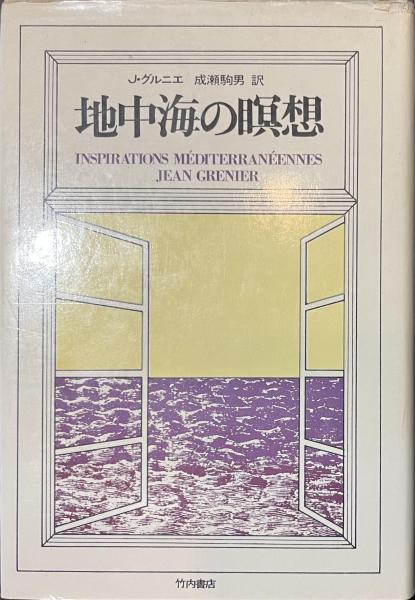 J・グルニエ 成瀬駒男 訳
地中海の瞑想
INSPIRATIONS MÉDITERRANÉENNES
JEAN GRENIER
竹内書店